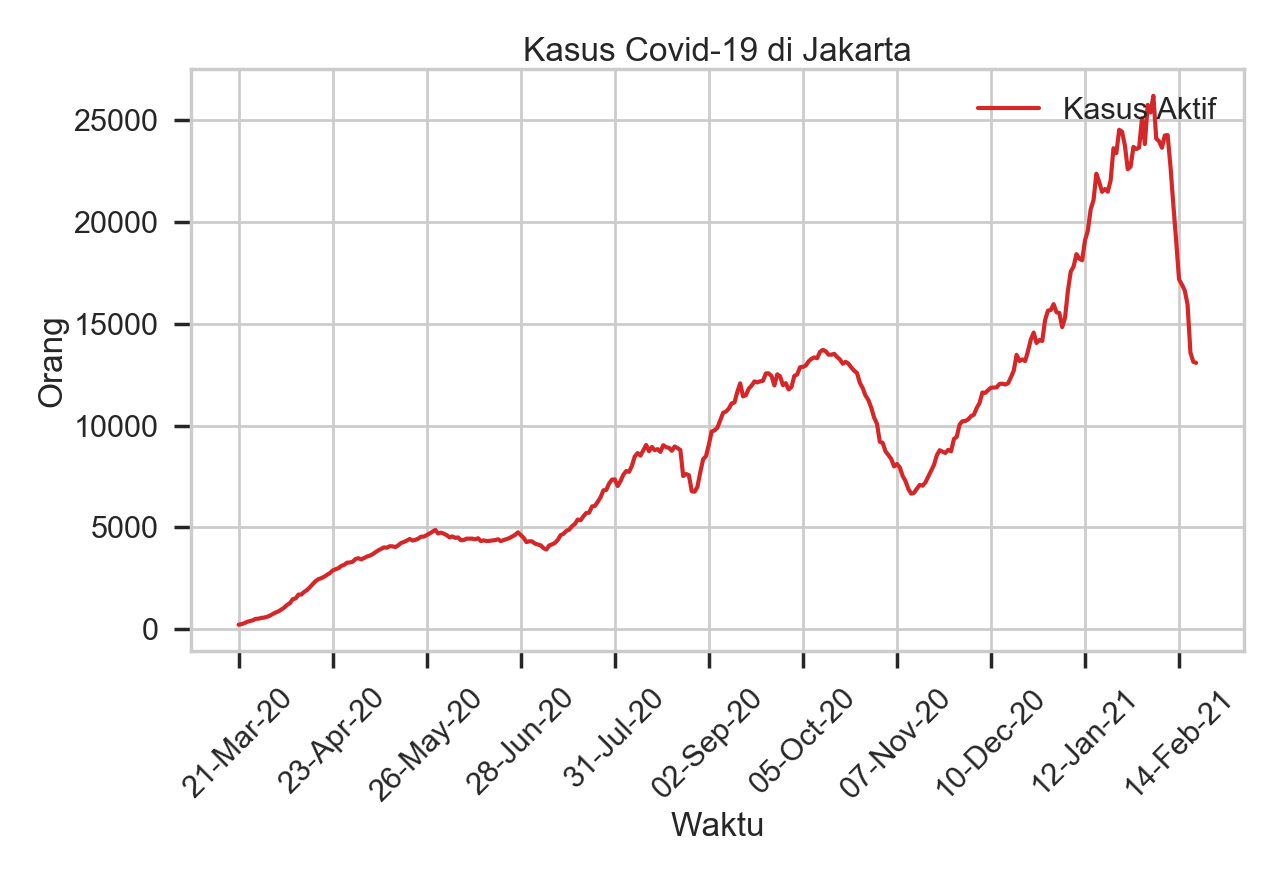 Kasus Covid-19 di Jakarta
Kasus Aktif
25000
20000
15000
10000
5000
0
Orang
21-Mar-20
23-Apr-20
26-May-20
28-Jun-20
31-Jul-20
02-Sep-20
05-Oct-20
07-Nov-20
10-Dec-20
12-Jan-21
14-Feb-21
Waktu